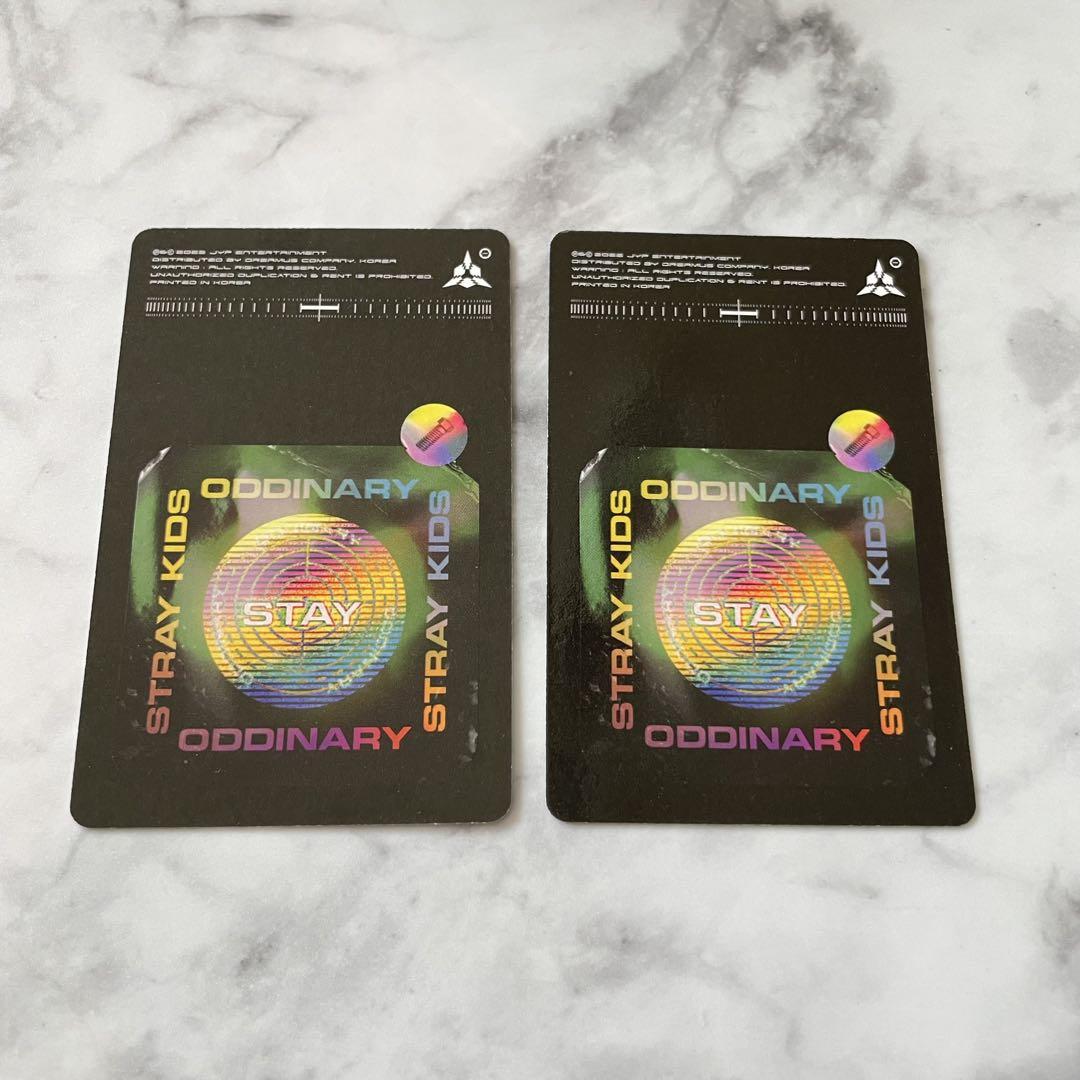 ℗&© 2022 JYP ENTERTAINMENT
DISTRIBUTED BY DREAMUS COMPANY. KOREA
WARNING : ALL RIGHTS RESERVED.
UNAUTHORIZED DUPLICATION & RENT IS PROHIBITED.
PRINTED IN KOREA
ODDINARY
STRAY KIDS
STAY
STRAY KIDS
ODDINARY
℗&© 2022 JYP ENTERTAINMENT
DISTRIBUTED BY DREAMUS COMPANY. KOREA
WARNING : ALL RIGHTS RESERVED.
UNAUTHORIZED DUPLICATION & RENT IS PROHIBITED.
PRINTED IN KOREA
ODDINARY
STRAY KIDS
STAY
STRAY KIDS
ODDINARY